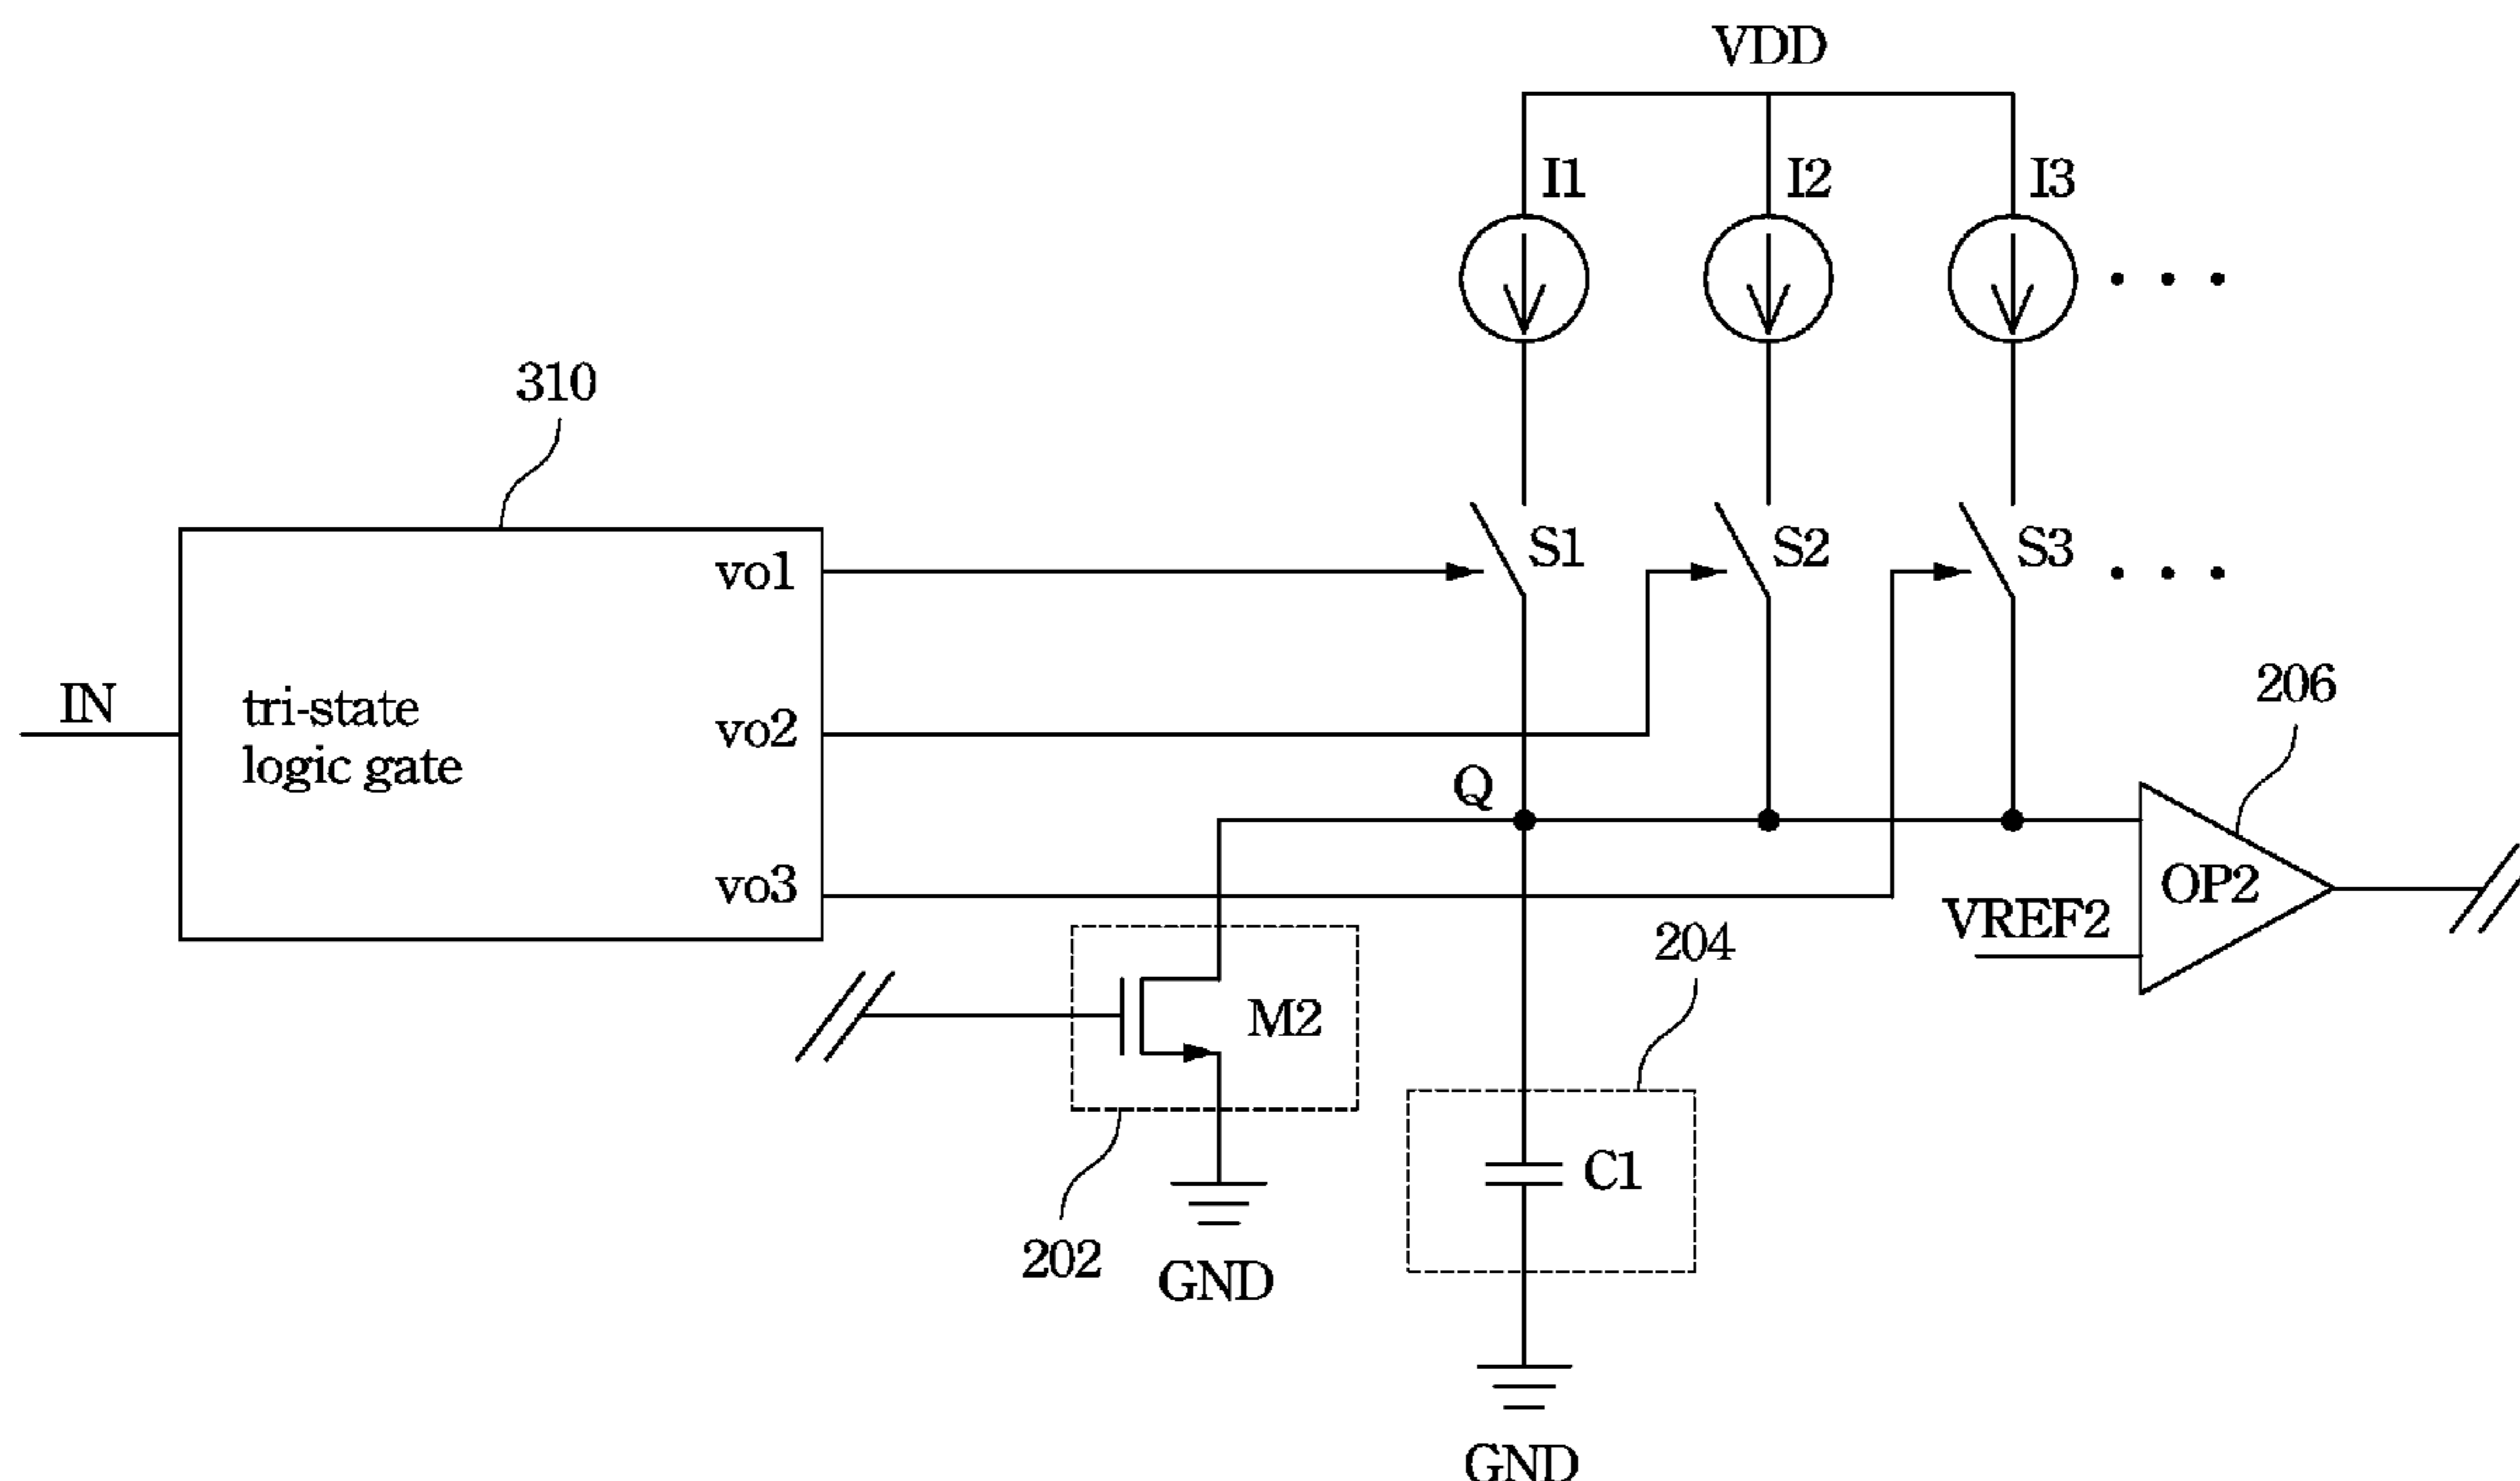 VDD
I1
I2
I3
310
vo1
S1
S2
S3
IN
tri-state
logic gate
vo2
206
Q
vo3
OP2
VREF2
204
M2
C1
202
GND
GND